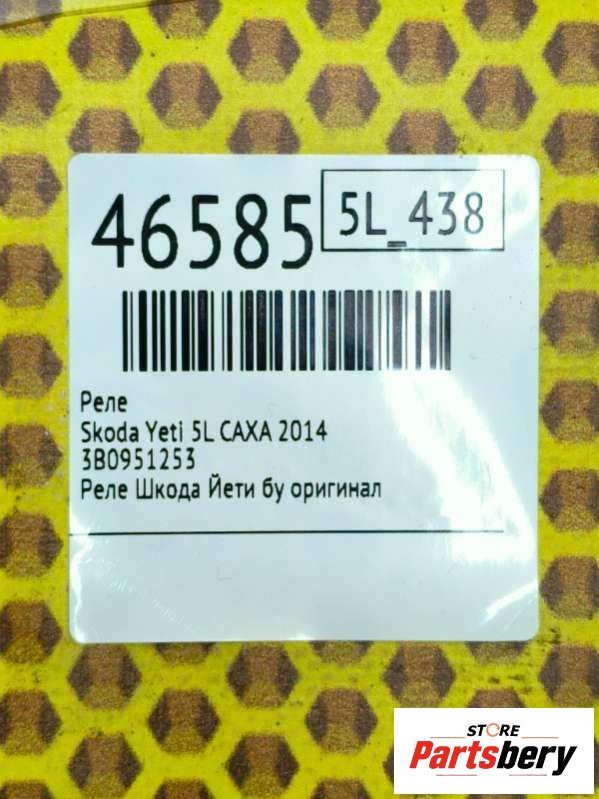 46585
5L_438
Реле
Skoda Yeti 5L CAXA 2014
3B0951253
Реле Шкода Йети бу оригинал
STORE
Partsbery